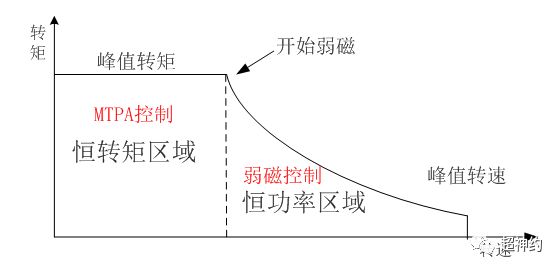 转矩
峰值转矩
开始弱磁
MTPA控制
恒转矩区域
弱磁控制
恒功率区域
峰值转速
转速
超神约